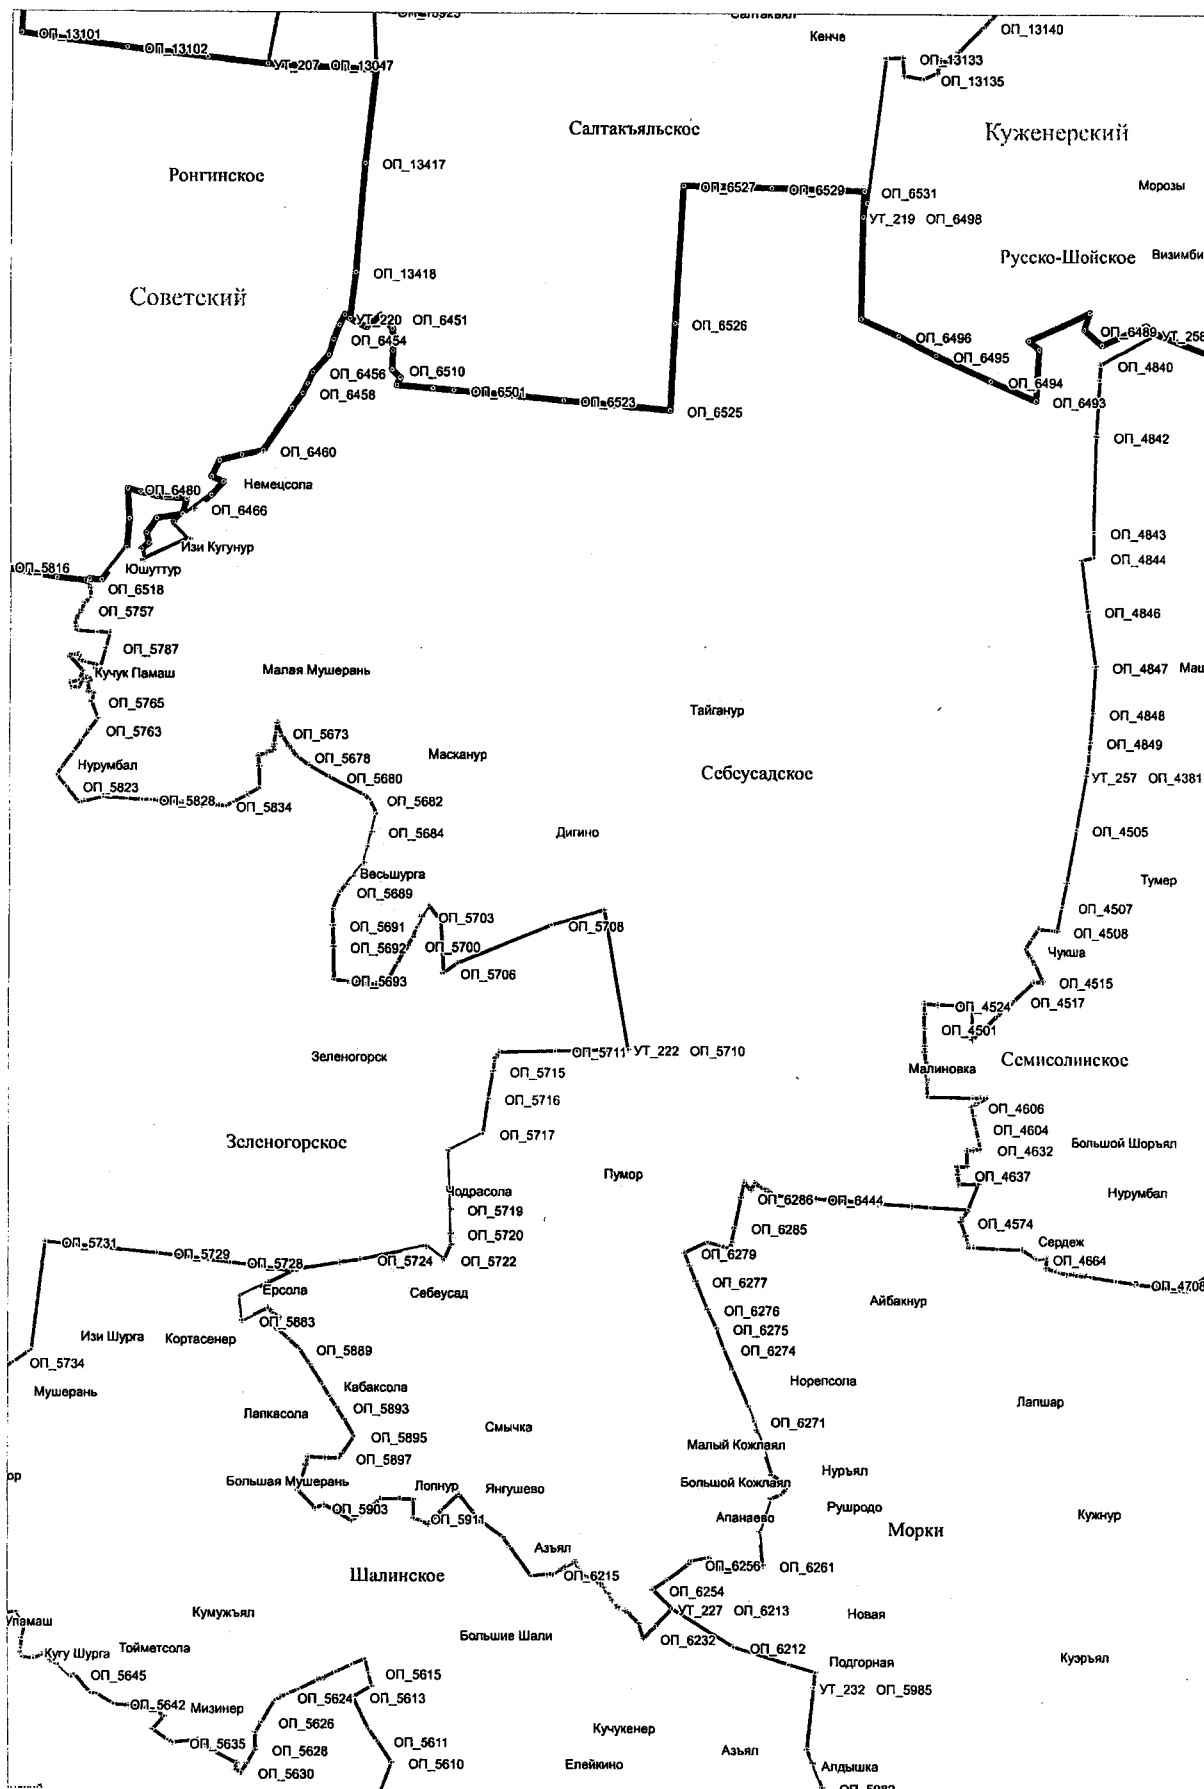 Салтакъял
ОП_13101
ОП_13102
УТ_207 ОП_13047
Кенче
ОП_13140
ОП_13133
ОП_13135
Салтакъяльское
Куженерский
ОП_13417
Ронгинское
ОП_6527 ОП_6529
Морозы
ОП_6531
УТ_219 ОП_6498
Русско-Шойское
ОП_13418
Советский
УТ_220 ОП_6451
ОП_6526
ОП_6454
ОП_6489
ОП_6496
ОП_6495
ОП_4840
ОП_6456
ОП_6510
ОП_6458
ОП_6501
ОП_6523
ОП_6494
ОП_6493
ОП_6525
ОП_4842
ОП_6460
Немецсола
ОП_6480
ОП_6466
Изи Кугунур
ОП_4843
ОП_4844
ОП_5816
Юшуттур
ОП_6518
ОП_5757
ОП_4846
ОП_5787
Кучук Памаш
Малая Мушерань
ОП_4847
ОП_5765
Тайганур
ОП_4848
ОП_5763
ОП_5673
ОП_4849
Масканур
ОП_5678
Нурумбал
Себеусадское
ОП_5680
УТ_257 ОП_4381
ОП_5823
ОП_5828
ОП_5834
ОП_5682
ОП_5684
Дигино
ОП_4505
Весьшурга
Тумер
ОП_5689
ОП_4507
ОП_5703
ОП_5691
ОП_5708
ОП_4508
ОП_5692 ОП_5700
Чукша
ОП_5706
ОП_5693
ОП_4515
ОП_4517
ОП_4524
ОП_4501
Зеленогорск
ОП_5711 УТ_222 ОП_5710
Семисолинское
Малиновка
ОП_5715
ОП_5716
ОП_4606
ОП_4604
ОП_5717
Зеленогорское
Большой Шоръял
ОП_4632
Пумор
ОП_4637
Чодрасола
Нурумбал
ОП_6286 ОП_6444
ОП_5719
ОП_4574
ОП_5720
ОП_6285
Сердеж
ОП_5731
ОП_5729
ОП_5728
ОП_5724 ОП_5722
ОП_6279
ОП_4664
ОП_6277
ОП_4708
Ерсола
Себеусад
Айбакнур
ОП_6276
ОП_5883
ОП_6275
Изи Шурга Кортасенер
ОП_6274
ОП_5889
ОП_5734
Мушерань
Кабаксола
Норепсола
Лапшар
ОП_5893
Лапкасола
ОП_6271
Смычка
ОП_5895
Малый Кожлаял
ОП_5897
Нуръял
Большая Мушерань
Лопнур
Янгушево
Большой Кожлаял
Рушродо
ОП_5903
ОП_5911
Апанаево
Кужнур
Морки
Азъял
ОП_6256 ОП_6261
Шалинское
ОП_6215
ОП_6254
Кумужъял
УТ_227 ОП_6213
Новая
Упамаш
Большие Шали
ОП_6232
ОП_6212
Кугу Шурга
Тойметсола
Подгорная
Куэръял
ОП_5645
ОП_5615
УТ_232 ОП_5985
ОП_5642
Мизинер
ОП_5624 ОП_5613
ОП_5626
Кучукенер
ОП_5635
ОП_5628
ОП_5611
Азъял
ОП_5630
ОП_5610
Елейкино
Алдышка